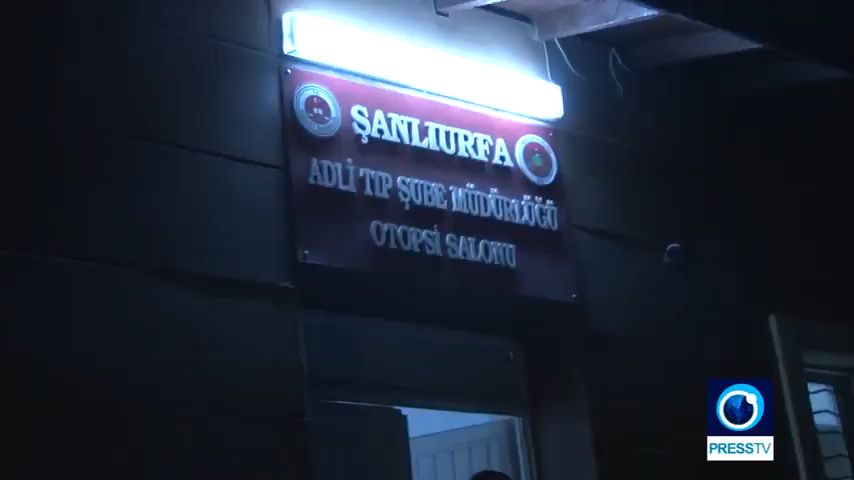 ŞANLIURFA
ADLİ TIP ŞUBE MÜDÜRLÜĞÜ
OTOPSİ SALONU
PRESSTV